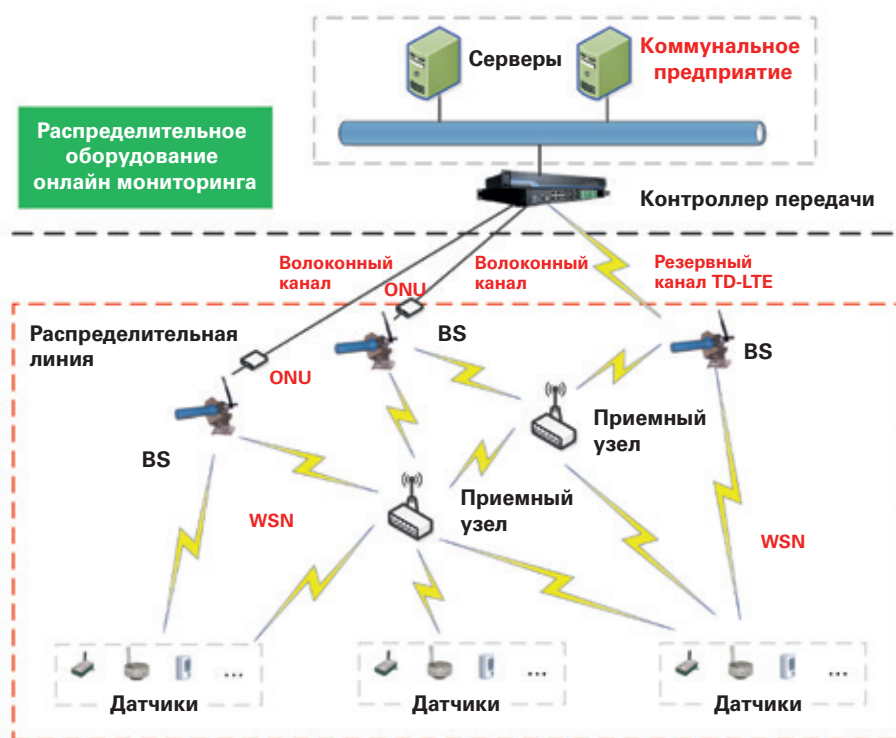 Серверы
Коммунальное
предприятие
Распределительное
оборудование
онлайн мониторинга
Контроллер передачи
Волоконный
канал
Волоконный
канал
Резервный
канал TD-LTE
ONU
Распределительная
линия
BS
BS
ONU
Приемный
узел
BS
Приемный
узел
WSN
WSN
...
...
...
Датчики
Датчики
Датчики